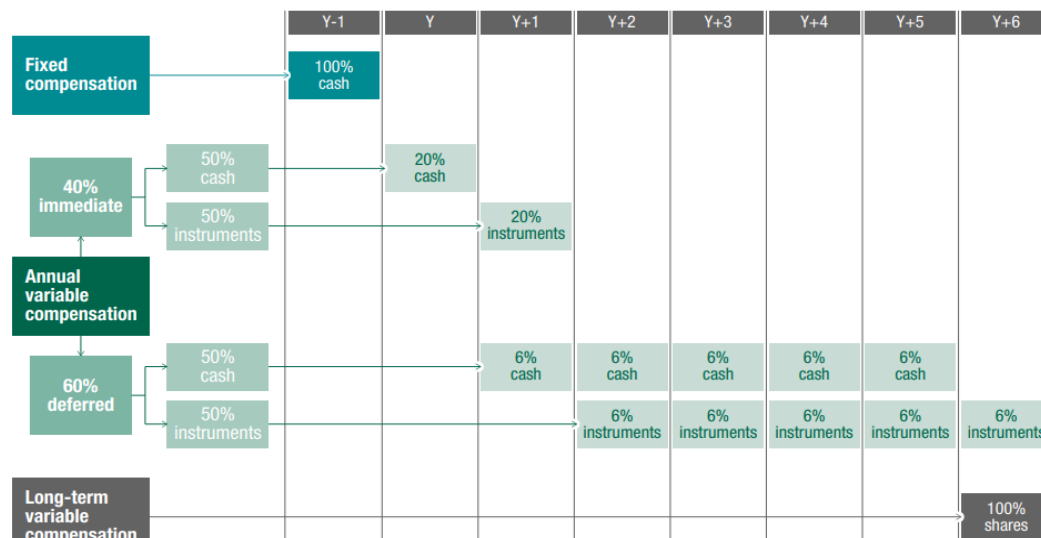 Y-1 Y Y+1 Y+2 Y+3 Y+4 Y+5 Y+6
Fixed
compensation
100%
cash
40%
immediate
50%
cash
20%
cash
50%
instruments
20%
instruments
Annual
variable
compensation
60%
deferred
50%
cash
6%
cash
6%
cash
6%
cash
6%
cash
6%
cash
50%
instruments
6%
instruments
6%
instruments
6%
instruments
6%
instruments
6%
instruments
Long-term
variable
compensation
100%
shares